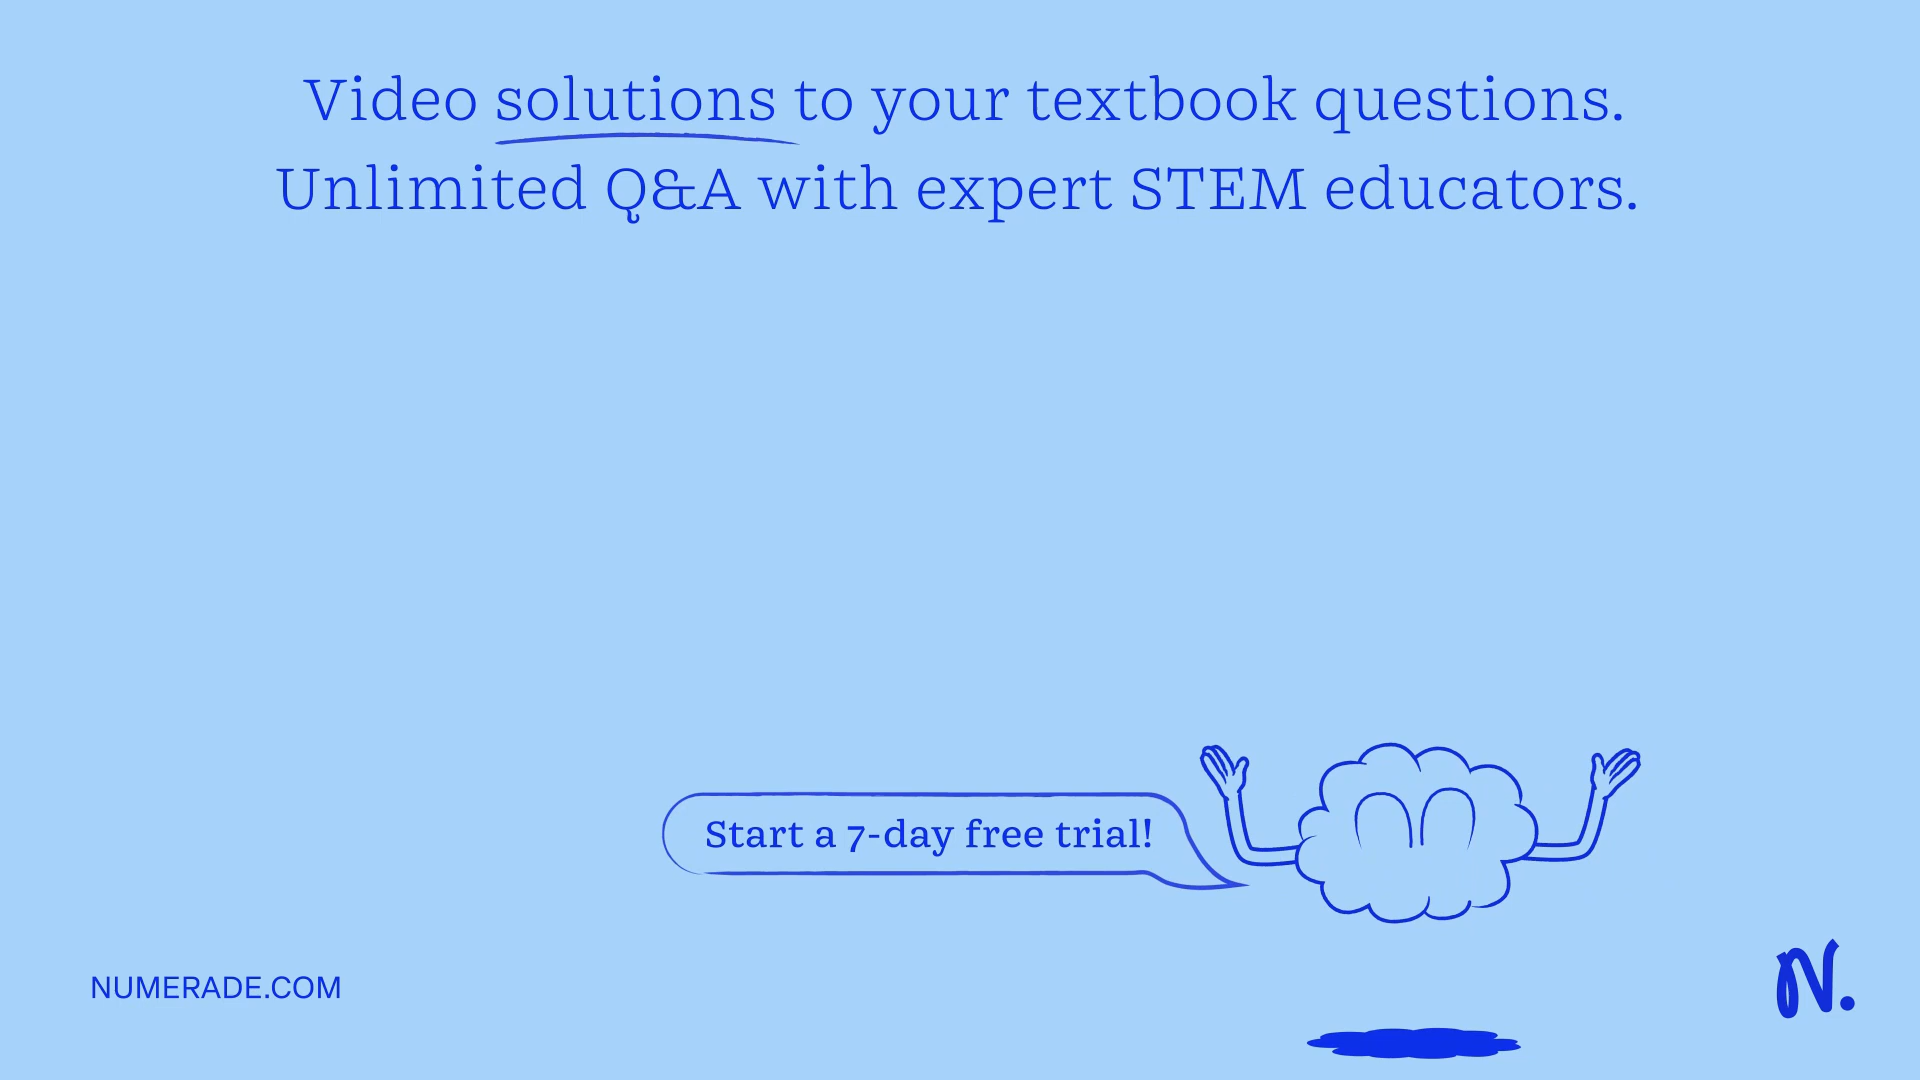 Video solutions to your textbook questions.
Unlimited Q&A with expert STEM educators.
Start a 7-day free trial!
NUMERADE.COM
N.